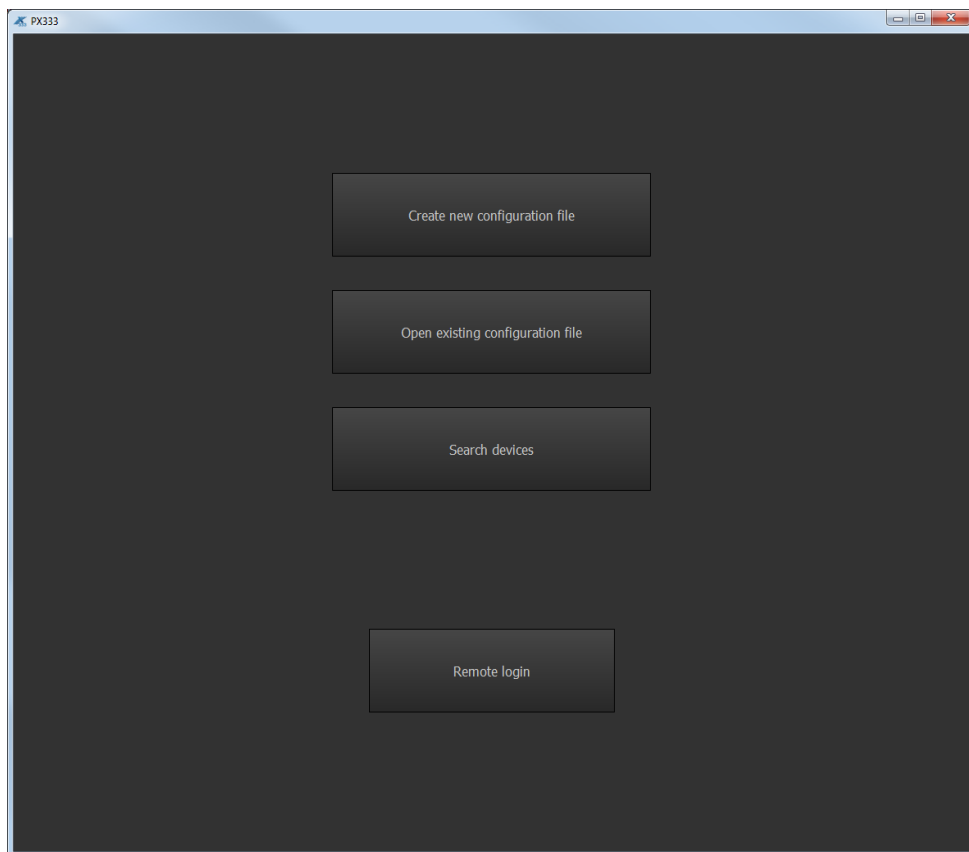 PX333
Create new configuration file
Open existing configuration file
Search devices
Remote login